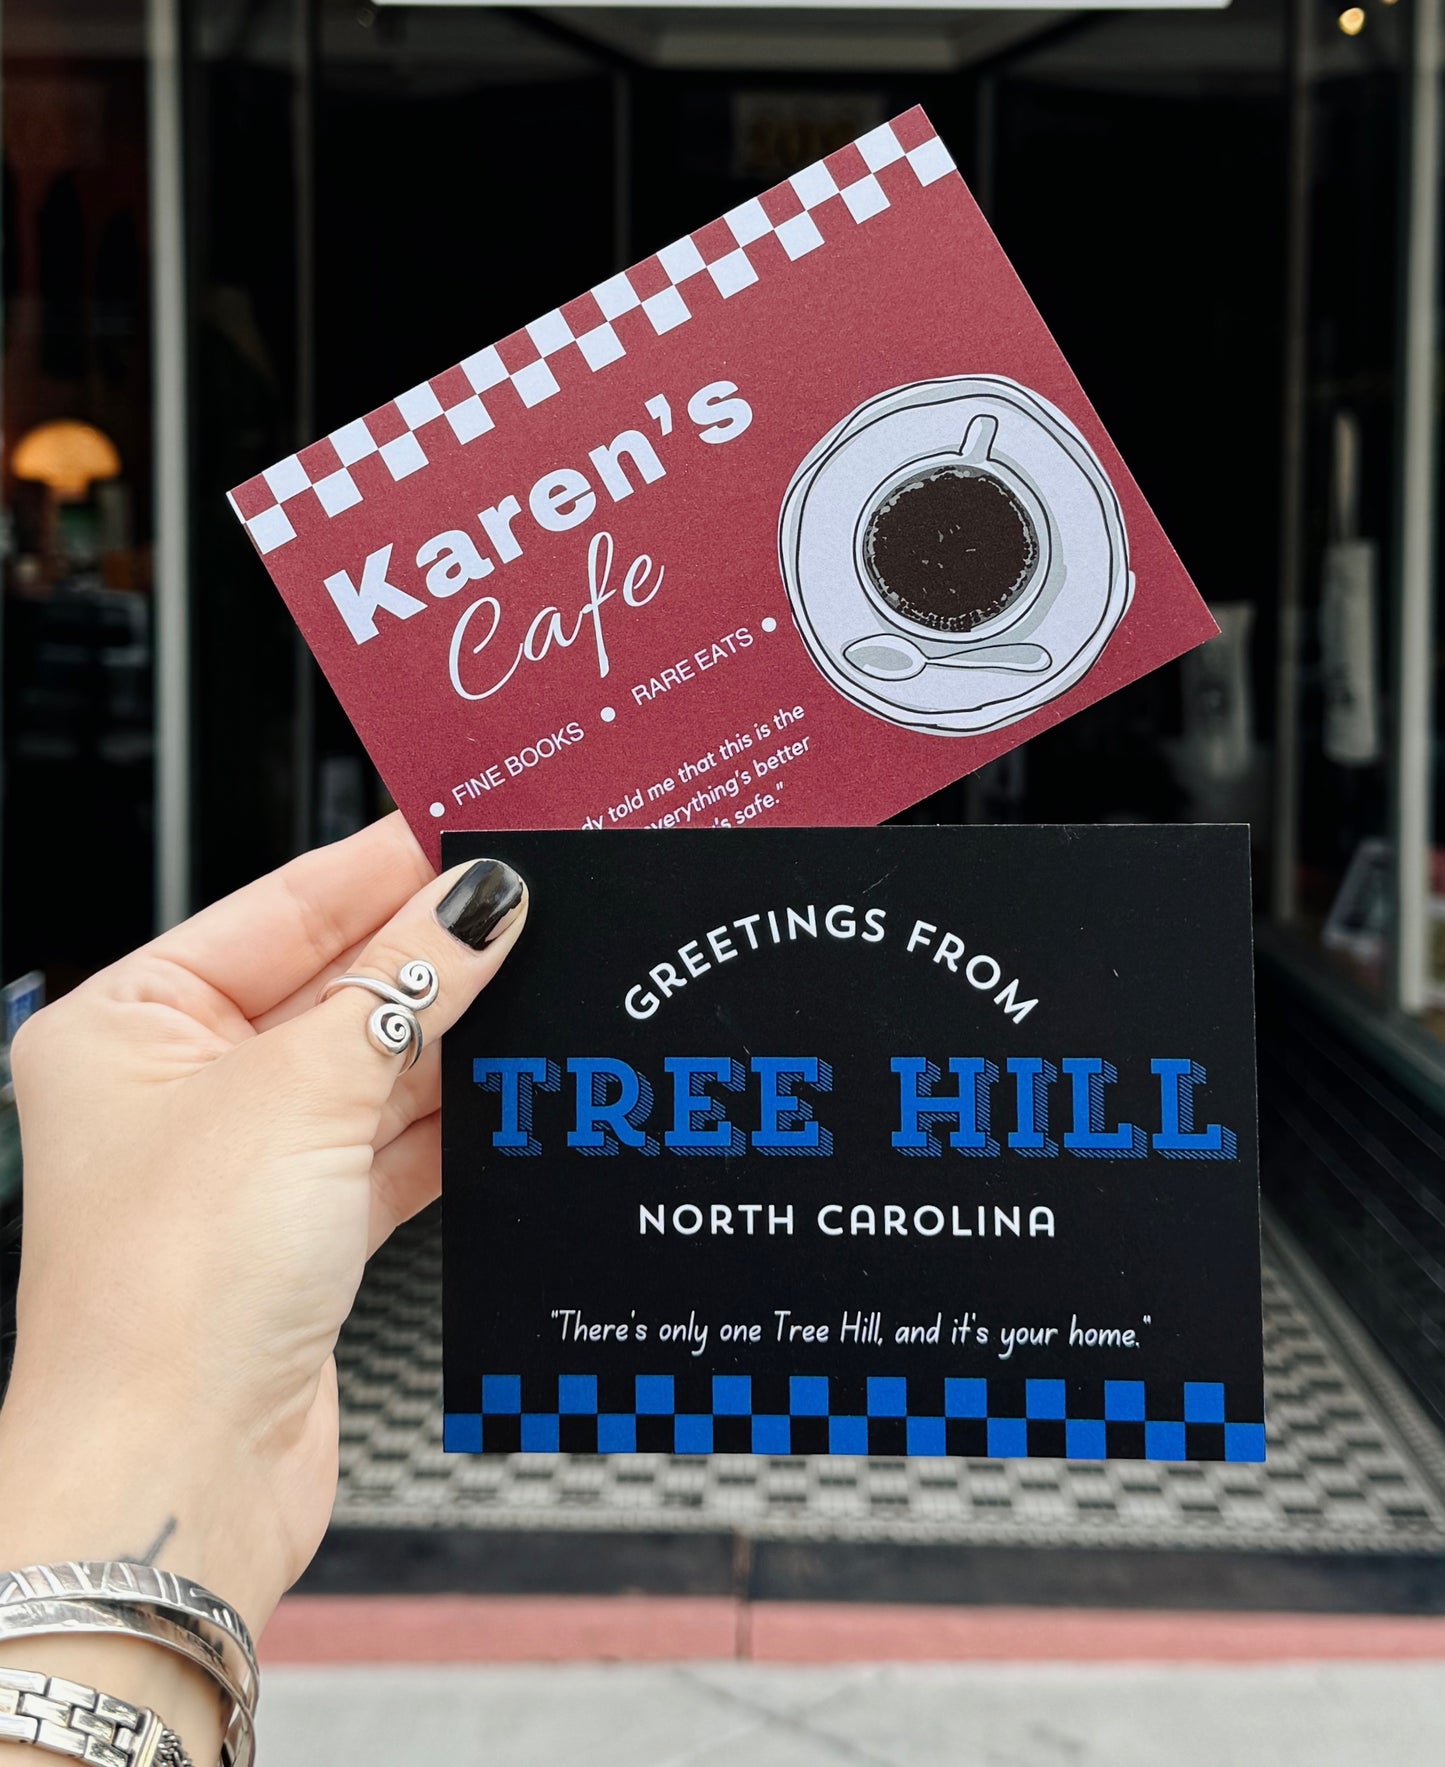 Karen's
Cafe
• FINE BOOKS • RARE EATS •
told me that this is the
everything's better
safe."
GREETINGS FROM
TREE HILL
NORTH CAROLINA
"There's only one Tree Hill, and it's your home."